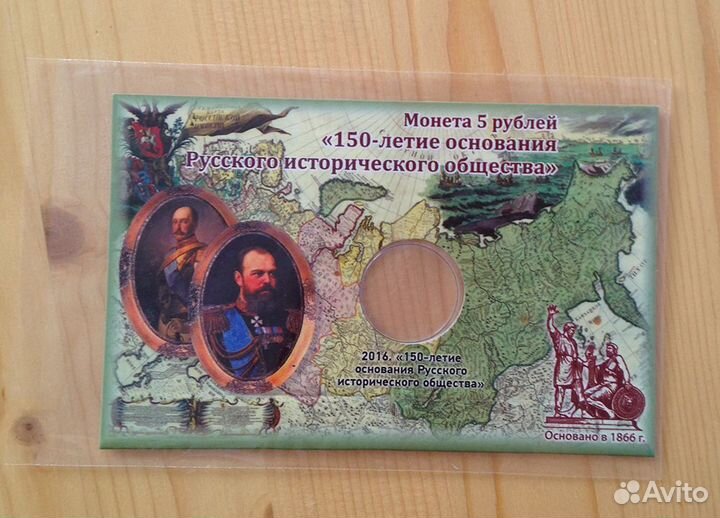 РОССИЙСКОЙ
Монета 5 рублей
«150-летие основания
Русского исторического общества»
2016. «150-летие
основания Русского
исторического общества»
Основано в 1866 г.
Avito